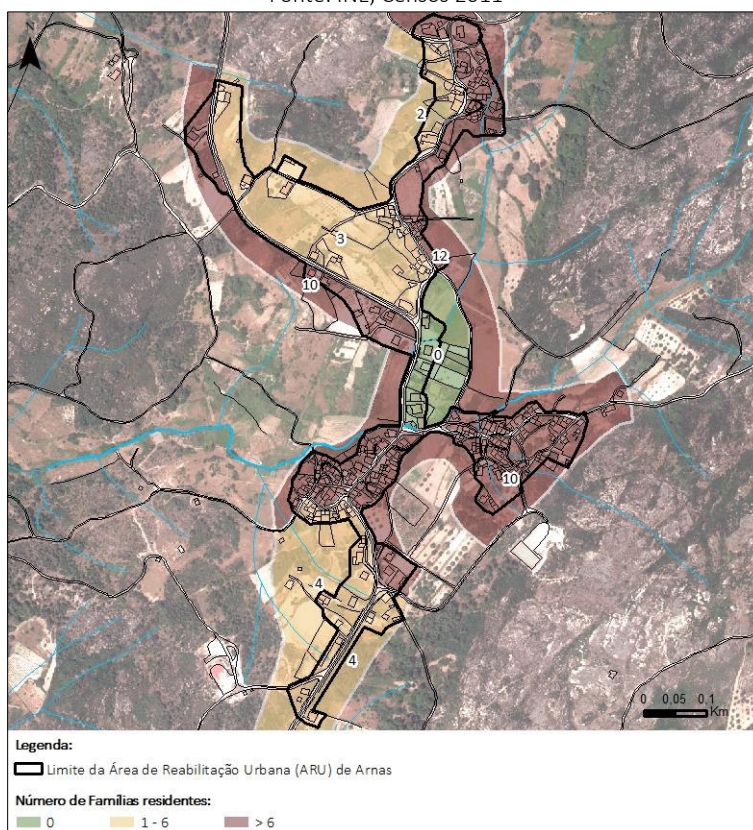 Fonte: INE, Censos 2011
N
2
3
12
10
0
10
4
4
0 0,05 0,1
Km
Legenda:
Limite da Área de Reabilitação Urbana (ARU) de Arnas
Número de Famílias residentes:
0 1 - 6 > 6